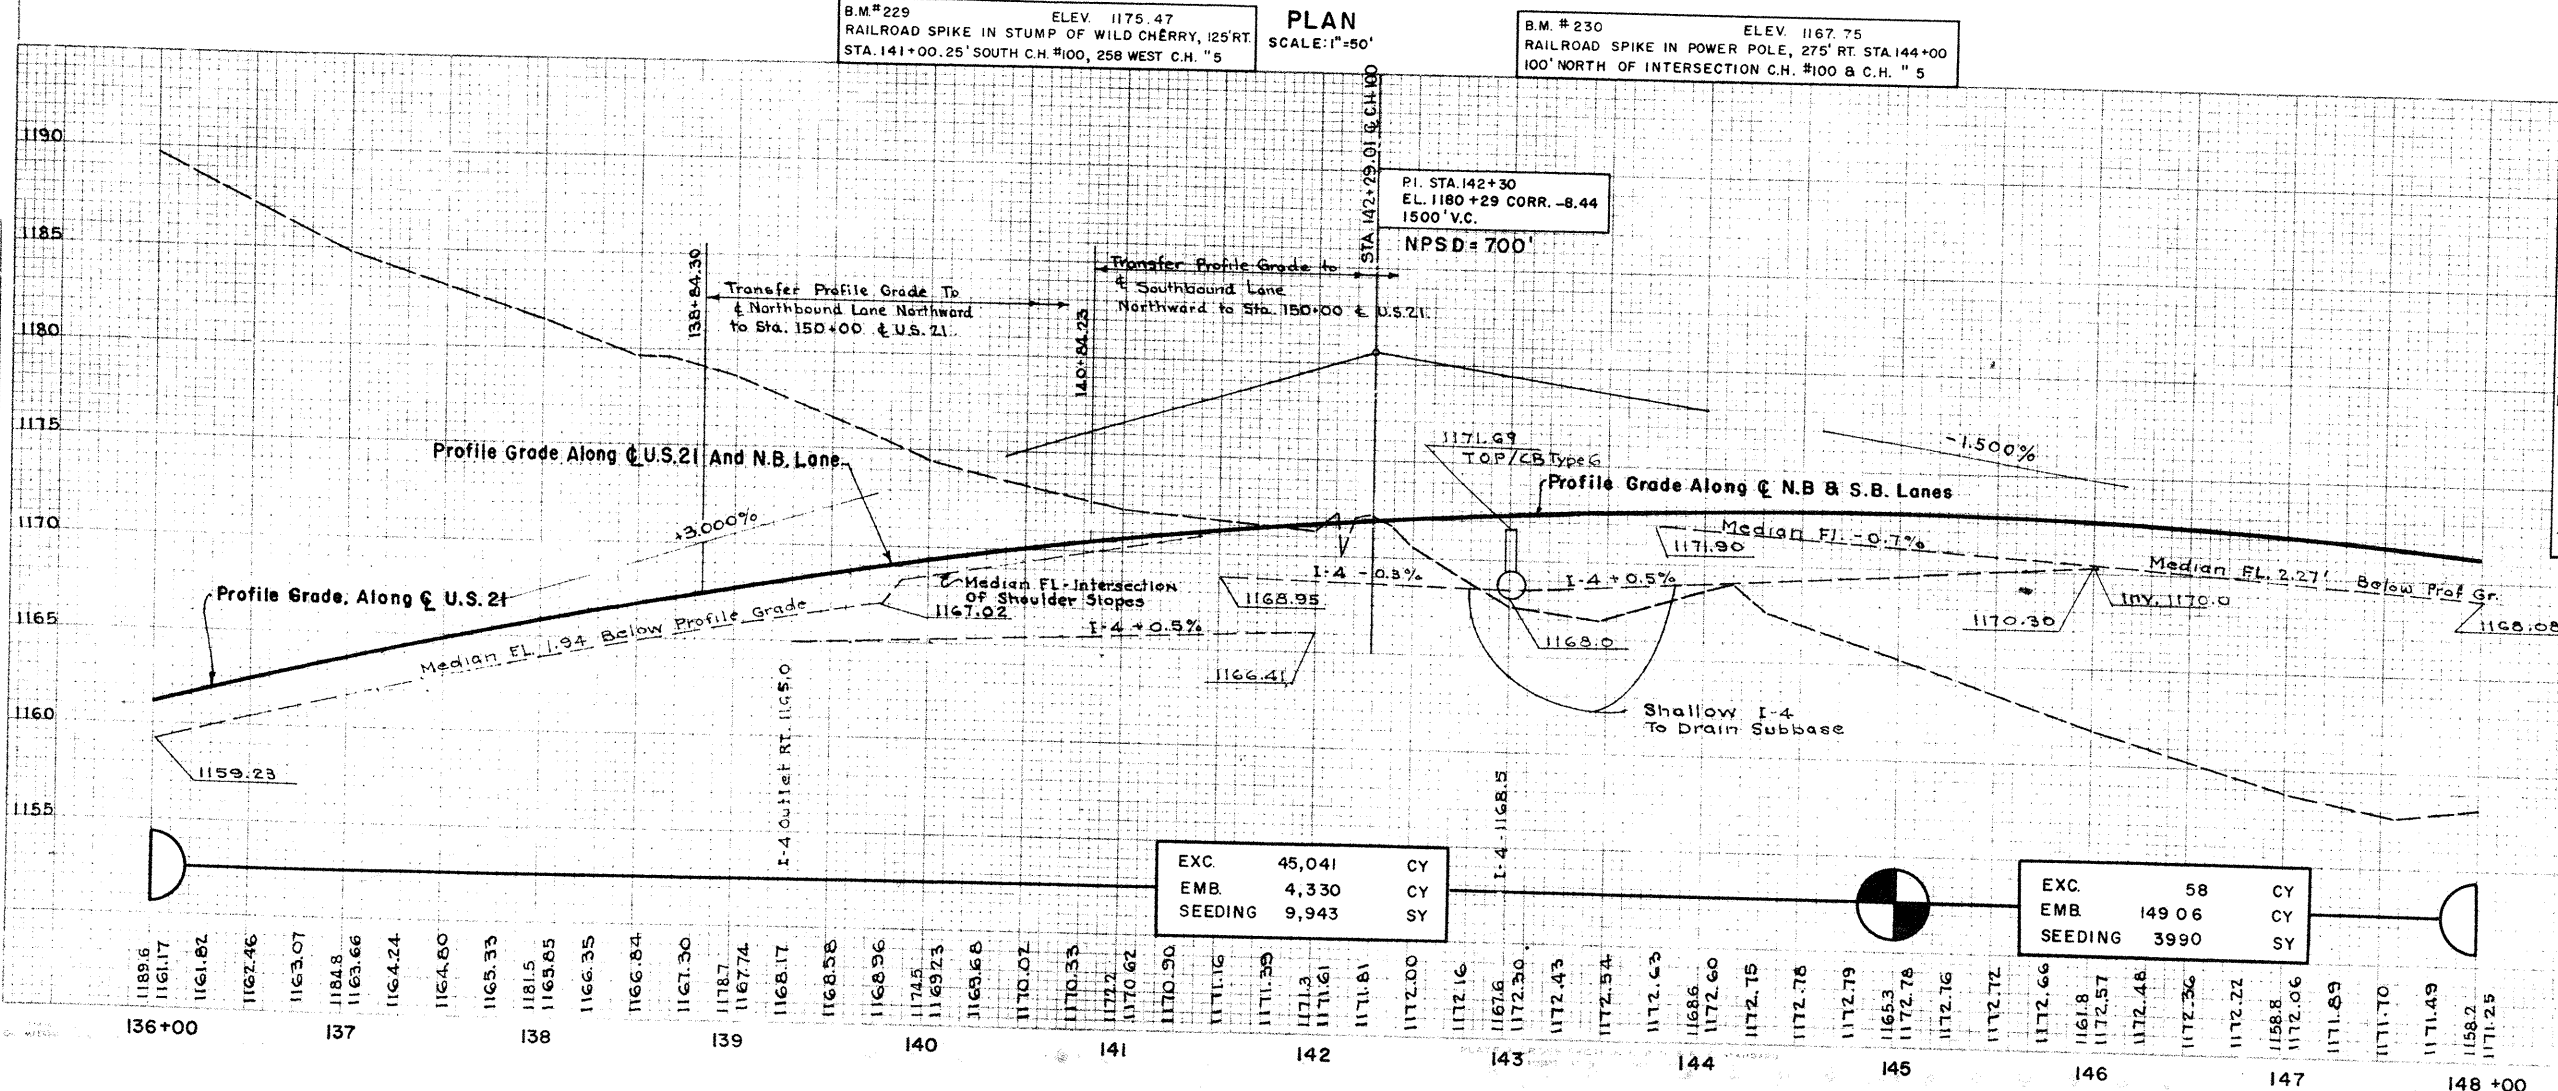 B.M.#229 ELEV. 1175.47
RAILROAD SPIKE IN STUMP OF WILD CHERRY, 125'RT.
STA. 141+00.25' SOUTH C.H. #100, 258 WEST C.H. "5
PLAN
SCALE: 1"=50'
B.M. # 230 ELEV. 1167.75
RAILROAD SPIKE IN POWER POLE, 275' RT. STA 144+00
100' NORTH OF INTERSECTION C.H. #100 & C.H. " 5
1190
1185
1180
1175
1170
1165
1160
1155
STA. 142+29.01 ℄ CH 100
P.I. STA. 142+30
EL. 1180 +29 CORR. -8.44
1500' V.C.
NPSD = 700'
138+84.30
Transfer Profile Grade To
℄ Northbound Lane Northward
to Sta. 150+00 ℄ U.S. 21.
140+84.23
Transfer Profile Grade to
℄ Southbound Lane
Northward to Sta. 150+00 ℄ U.S.21.
Profile Grade Along ℄ U.S.21 And N.B. Lane
+3.000%
1171.69
TOP/CB Type G
Profile Grade Along ℄ N.B & S.B. Lanes
-1.500%
Median Fl. -0.7%
1171.90
Profile Grade, Along ℄ U.S. 21
Median FL. 1.94 Below Profile Grade
Median FL - Intersection
Of Shoulder Slopes
1167.02
I-4 - 0.3%
1168.95
I-4 + 0.5%
I-4 + 0.5%
1166.41
1168.0
Median FL. 2.27' Below Prof Gr.
Inv. 1170.0
1170.30
1168.08
Shallow I-4
To Drain Subbase
1159.23
I-4 Outlet RT. 1165.0
I-4 - 1168.5
EXC. 45,041 CY
EMB. 4,330 CY
SEEDING 9,943 SY
EXC. 58 CY
EMB. 149 06 CY
SEEDING 3990 SY
1189.6 1184.8 1181.5 1178.7 1174.5 1172.2 1171.3 1167.6 1168.6 1165.3 1161.8 1158.8 1158.2
1161.17 1161.82 1162.46 1163.07 1163.66 1164.24 1164.80 1165.33 1165.85 1166.35 1166.84 1167.30 1167.74 1168.17 1168.58 1168.96 1169.23 1169.68 1170.02 1170.33 1170.62 1170.90 1171.16 1171.39 1171.61 1171.81 1172.00 1172.16 1172.30 1172.43 1172.54 1172.63 1172.60 1172.75 1172.78 1172.79 1172.78 1172.76 1172.72 1172.66 1172.57 1172.48 1172.36 1172.22 1172.06 1171.89 1171.70 1171.49 1171.25
136+00 137 138 139 140 141 142 143 144 145 146 147 148 +00